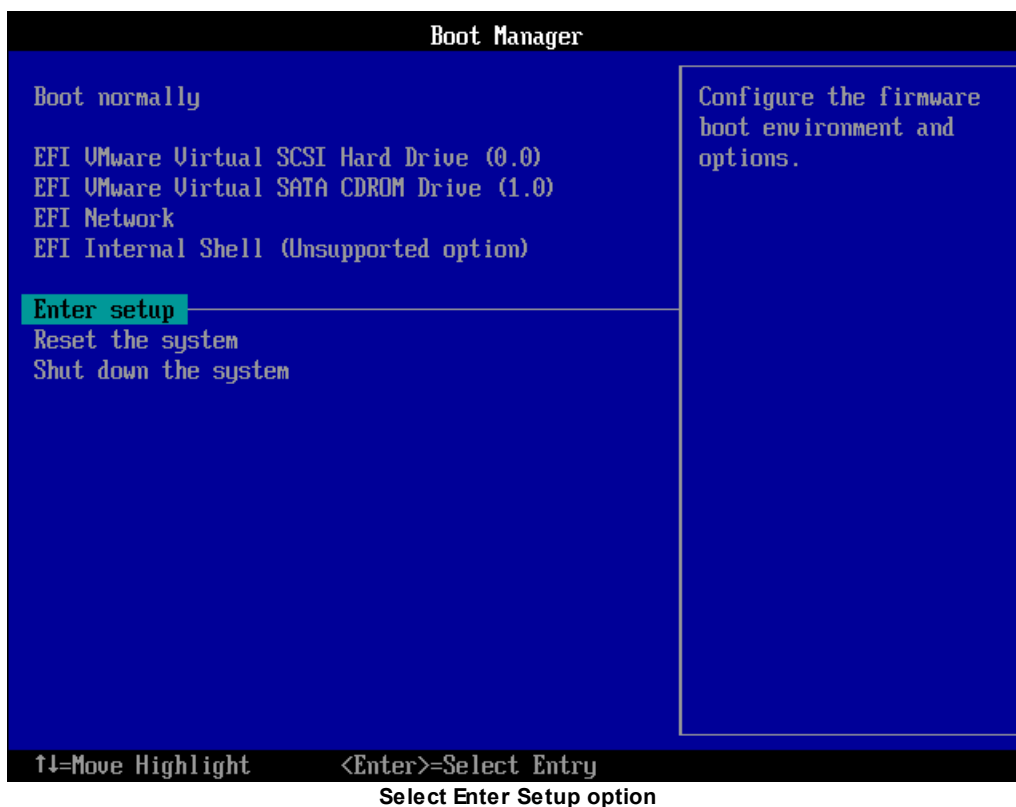 Boot Manager
Boot normally
EFI VMware Virtual SCSI Hard Drive (0.0)
EFI VMware Virtual SATA CDROM Drive (1.0)
EFI Network
EFI Internal Shell (Unsupported option)
Enter setup
Reset the system
Shut down the system
Configure the firmware
boot environment and
options.
↑↓=Move Highlight <Enter>=Select Entry
Select Enter Setup option